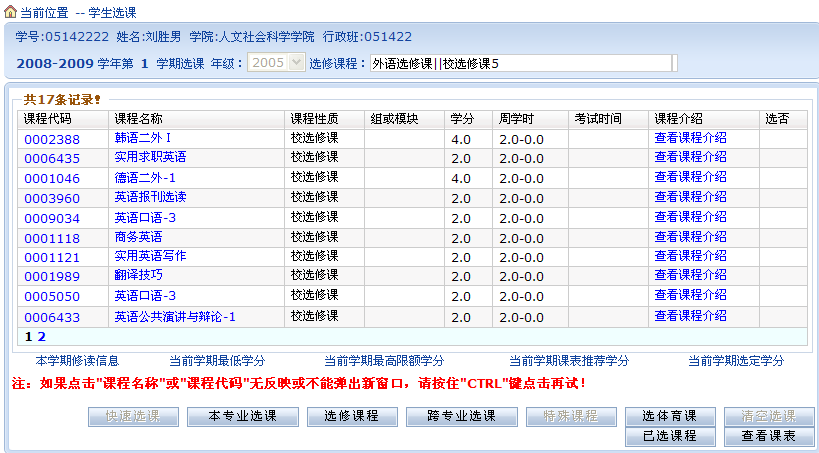 当前位置 -- 学生选课
学号:05142222 姓名:刘胜男 学院:人文社会科学学院 行政班:051422
2008-2009 学年第 1 学期选课 年级: 2005 选修课程: 外语选修课||校选修课5
共17条记录!
课程代码 课程名称 课程性质 组或模块 学分 周学时 考试时间 课程介绍 选否
0002388 韩语二外Ⅰ 校选修课 4.0 2.0-0.0 查看课程介绍
0006435 实用求职英语 校选修课 2.0 2.0-0.0 查看课程介绍
0001046 德语二外-1 校选修课 4.0 2.0-0.0 查看课程介绍
0003960 英语报刊选读 校选修课 2.0 2.0-0.0 查看课程介绍
0009034 英语口语-3 校选修课 2.0 2.0-0.0 查看课程介绍
0001118 商务英语 校选修课 2.0 2.0-0.0 查看课程介绍
0001121 实用英语写作 校选修课 2.0 2.0-0.0 查看课程介绍
0001989 翻译技巧 校选修课 2.0 2.0-0.0 查看课程介绍
0005050 英语口语-3 校选修课 2.0 2.0-0.0 查看课程介绍
0006433 英语公共演讲与辩论-1 校选修课 2.0 2.0-0.0 查看课程介绍
1 2
本学期修读信息 当前学期最低学分 当前学期最高限额学分 当前学期课表推荐学分 当前学期选定学分
注：如果点击"课程名称"或"课程代码"无反映或不能弹出新窗口，请按住"CTRL"键点击再试！
快速选课 本专业选课 选修课程 跨专业选课 特殊课程 选体育课 清空选课
已选课程 查看课表